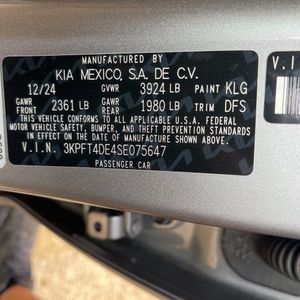 MANUFACTURED BY
KIA MEXICO, S.A. DE C.V.
12/24 GVWR 3924 LB PAINT KLG
GAWR GAWR
FRONT 2361 LB REAR 1980 LB TRIM DFS
THIS VEHICLE CONFORMS TO ALL APPLICABLE U.S.A. FEDERAL
MOTOR VEHICLE SAFETY, BUMPER, AND THEFT PREVENTION
STANDARDS IN EFFECT ON THE DATE OF MANUFACTURE SHOWN ABOVE.
V.I.N. 3KPFT4DE4SE075647
PASSENGER CAR
V.I.